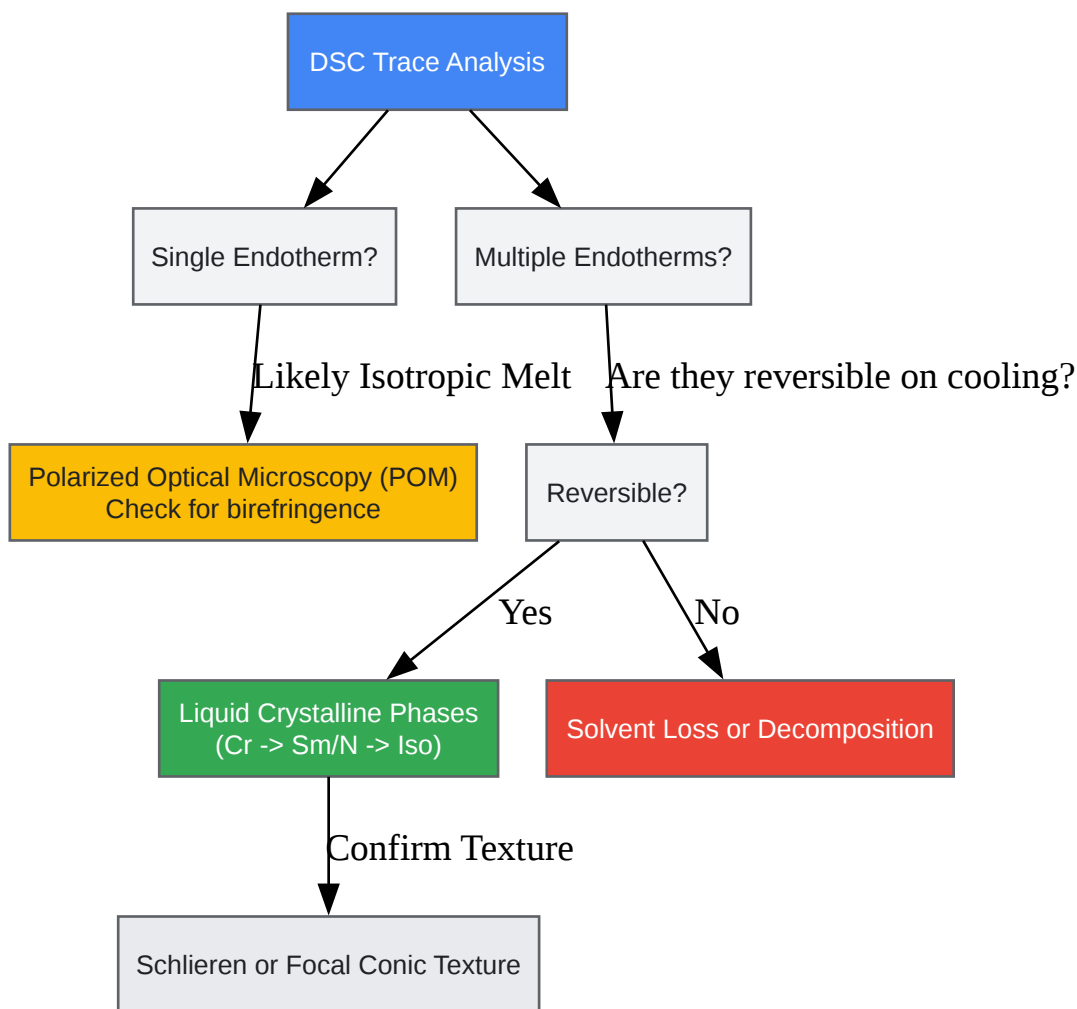 DSC Trace Analysis
Single Endotherm?
Multiple Endotherms?
Likely Isotropic Melt
Are they reversible on cooling?
Polarized Optical Microscopy (POM)
Check for birefringence
Reversible?
Yes
No
Liquid Crystalline Phases
(Cr -> Sm/N -> Iso)
Solvent Loss or Decomposition
Confirm Texture
Schlieren or Focal Conic Texture